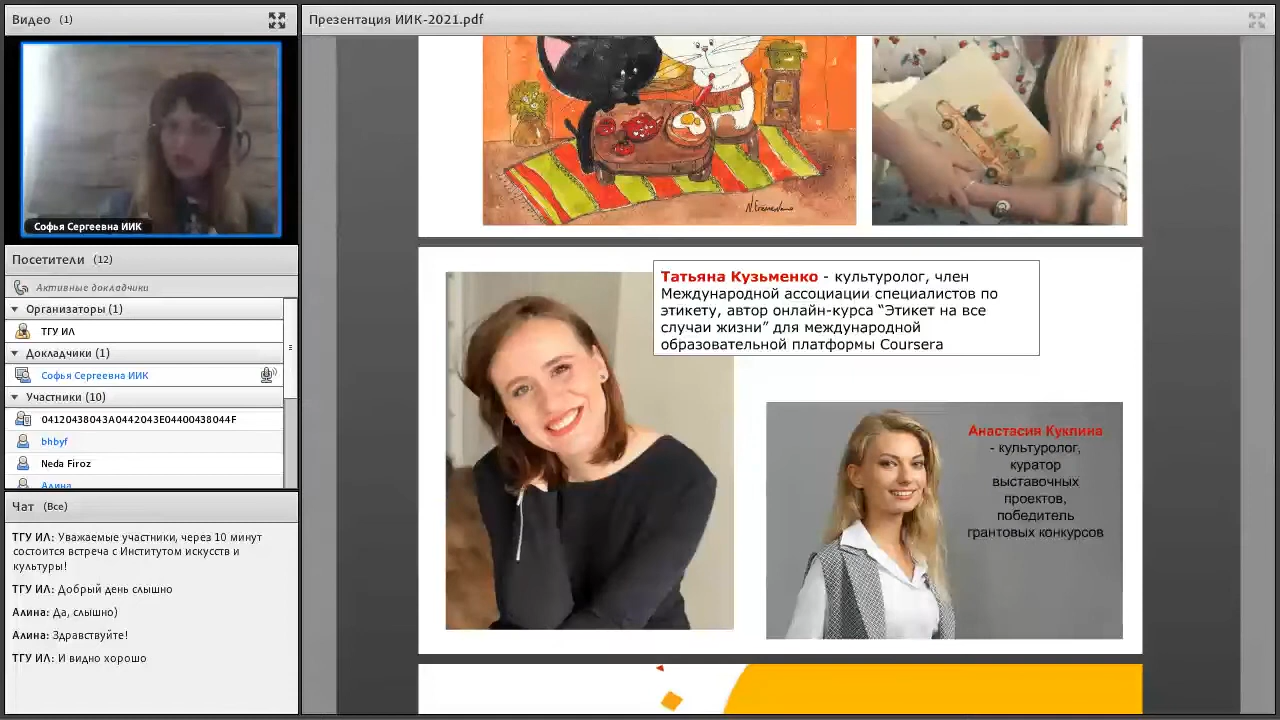 Видео (1)
Софья Сергеевна ИИК
Посетители (12)
Активные докладчики
Организаторы (1)
ТГУ ИЛ
Докладчики (1)
Софья Сергеевна ИИК
Участники (10)
04120438043A0442043E04400438044F
bhbyf
Neda Firoz
Алина
Чат (Все)
ТГУ ИЛ: Уважаемые участники, через 10 минут
состоится встреча с Институтом искусств и
культуры!
ТГУ ИЛ: Добрый день слышно
Алина: Да, слышно)
Алина: Здравствуйте!
ТГУ ИЛ: И видно хорошо
Презентация ИИК-2021.pdf
Татьяна Кузьменко - культуролог, член
Международной ассоциации специалистов по
этикету, автор онлайн-курса “Этикет на все
случаи жизни” для международной
образовательной платформы Coursera
Анастасия Куклина
- культуролог,
куратор
выставочных
проектов,
победитель
грантовых конкурсов